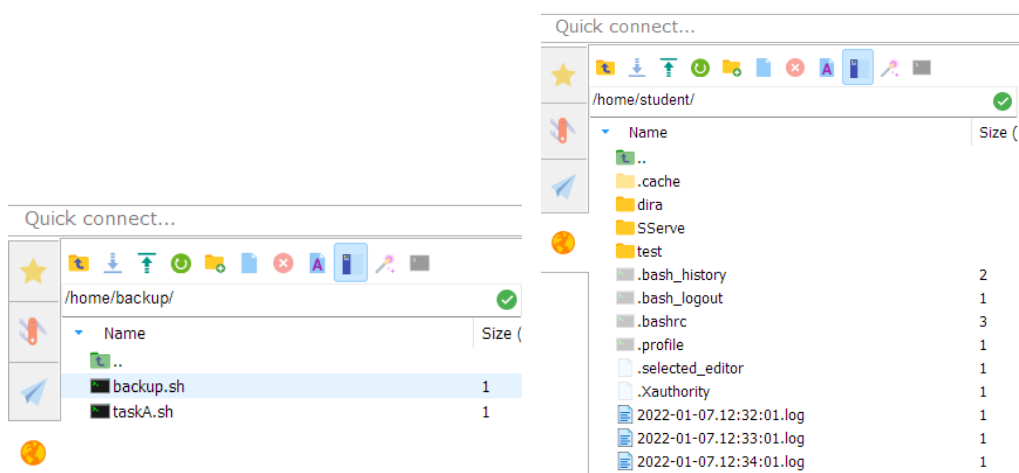 Quick connect...
/home/backup/
Name Size (
..
backup.sh 1
taskA.sh 1
Quick connect...
/home/student/
Name Size (
..
.cache
dira
SServe
test
.bash_history 2
.bash_logout 1
.bashrc 3
.profile 1
.selected_editor 1
.Xauthority 1
2022-01-07.12:32:01.log 1
2022-01-07.12:33:01.log 1
2022-01-07.12:34:01.log 1